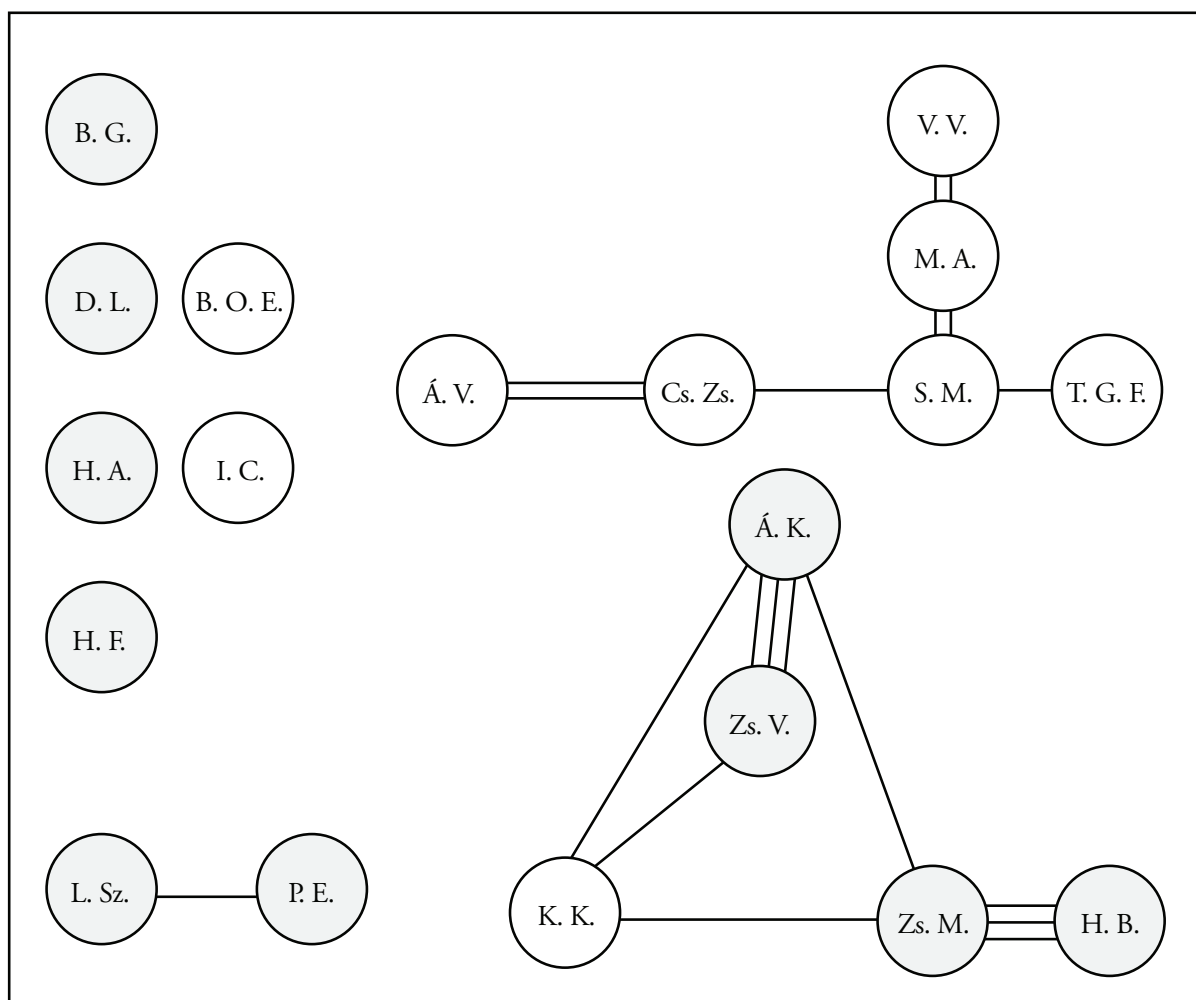 B. G.
V. V.
M. A.
D. L.
B. O. E.
Á. V.
Cs. Zs.
S. M.
T. G. F.
H. A.
I. C.
Á. K.
H. F.
Zs. V.
L. Sz.
P. E.
K. K.
Zs. M.
H. B.